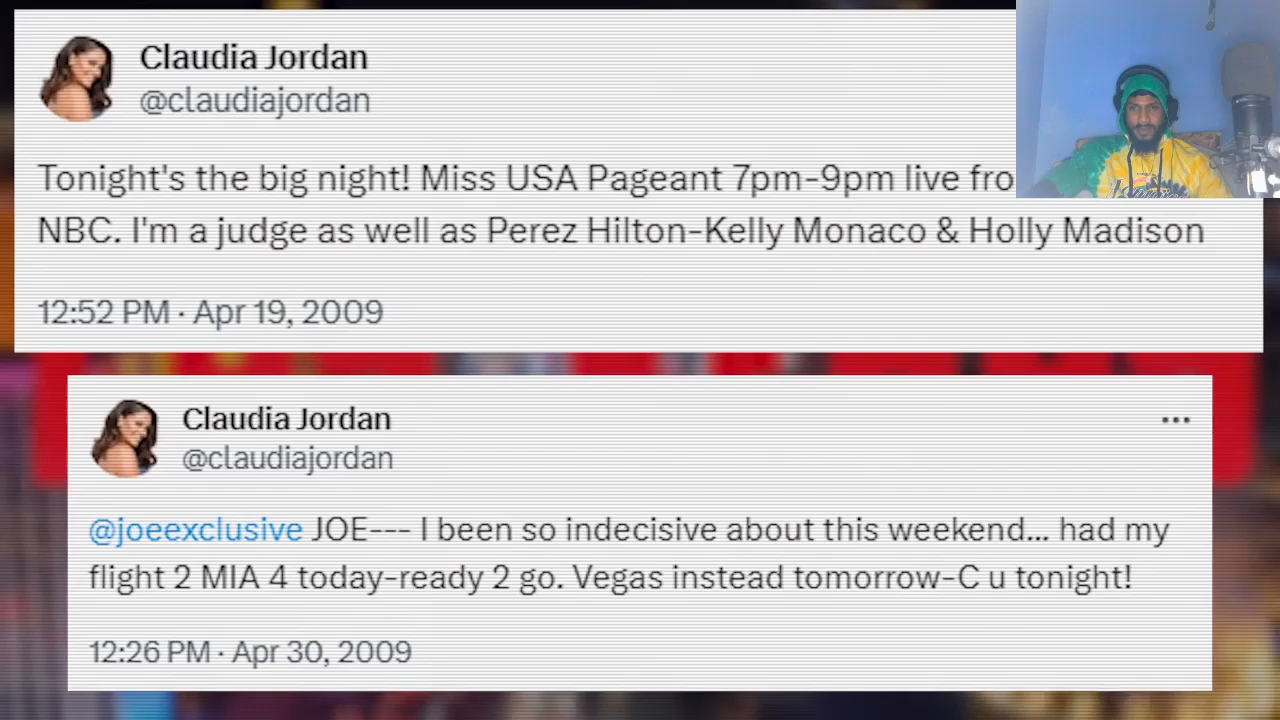 Claudia Jordan
@claudiajordan
Tonight's the big night! Miss USA Pageant 7pm-9pm live
NBC. I'm a judge as well as Perez Hilton-Kelly Monaco & Holly Madison
12:52 PM · Apr 19, 2009
Claudia Jordan
@claudiajordan
@joeexclusive JOE--- I been so indecisive about this weekend... had my
flight 2 MIA 4 today-ready 2 go. Vegas instead tomorrow-C u tonight!
12:26 PM · Apr 30, 2009